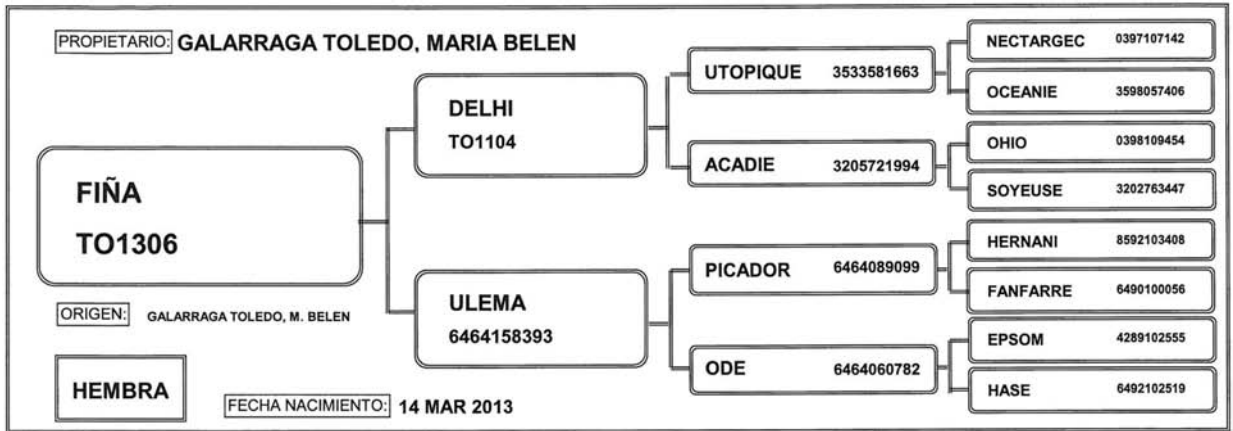 PROPIETARIO: GALARRAGA TOLEDO, MARIA BELEN
FIÑA
TO1306
ORIGEN: GALARRAGA TOLEDO, M. BELEN
HEMBRA
FECHA NACIMIENTO: 14 MAR 2013
DELHI
TO1104
ULEMA
6464158393
UTOPIQUE 3533581663
ACADIE 3205721994
PICADOR 6464089099
ODE 6464060782
NECTARGEC 0397107142
OCEANIE 3598057406
OHIO 0398109454
SOYEUSE 3202763447
HERNANI 8592103408
FANFARRE 6490100056
EPSOM 4289102555
HASE 6492102519